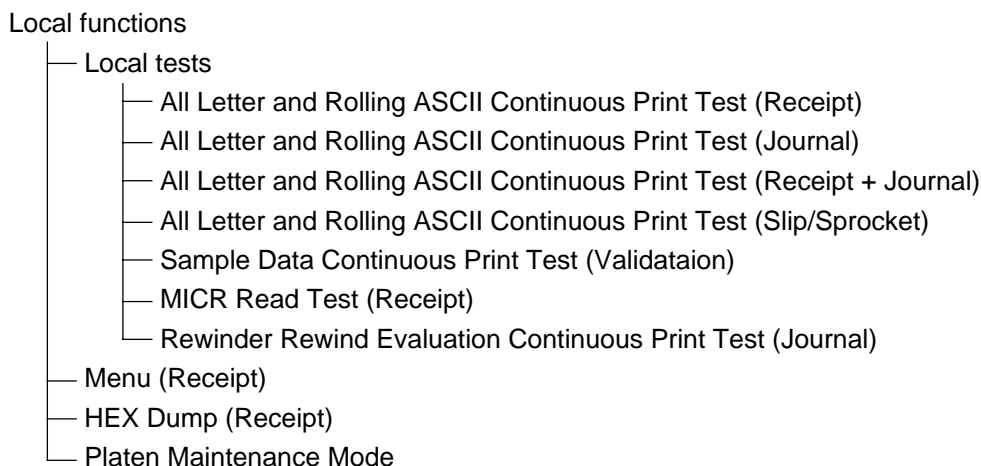 Local functions
Local tests
All Letter and Rolling ASCII Continuous Print Test (Receipt)
All Letter and Rolling ASCII Continuous Print Test (Journal)
All Letter and Rolling ASCII Continuous Print Test (Receipt + Journal)
All Letter and Rolling ASCII Continuous Print Test (Slip/Sprocket)
Sample Data Continuous Print Test (Validataion)
MICR Read Test (Receipt)
Rewinder Rewind Evaluation Continuous Print Test (Journal)
Menu (Receipt)
HEX Dump (Receipt)
Platen Maintenance Mode